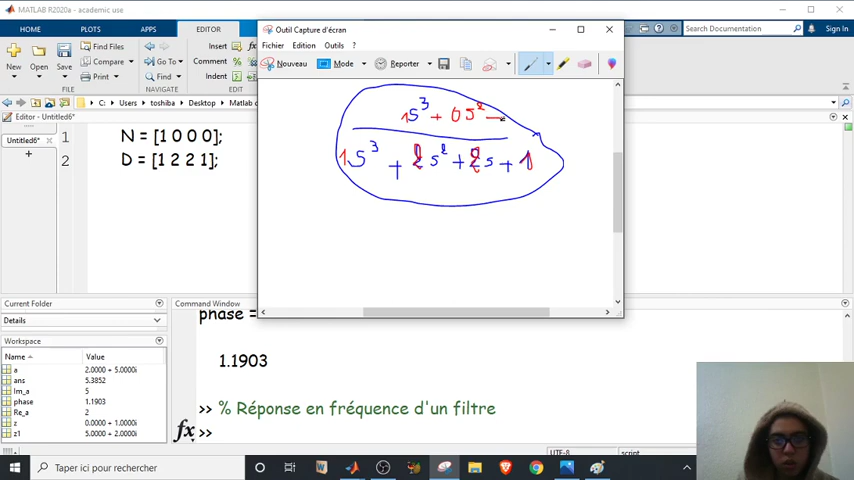 MATLAB R2020a - academic use
HOME PLOTS APPS EDITOR
Search Documentation Sign In
New Open Save Find Files Compare Print Go To Find Insert Comment Indent
C: Users toshiba Desktop
Editor - Untitled6*
Untitled6*
1 N = [1 0 0 0];
2 D = [1 2 2 1];
Outil Capture d'écran
Fichier Edition Outils ?
Nouveau Mode Reporter
1s³ + 0s² —
1s³ + 2s² + 2s + 1
Current Folder
Details
Workspace
Name Value
a 2.0000 + 5.0000i
ans 5.3852
Im_a 5
phase 1.1903
Re_a 2
z 0.0000 + 1.0000i
z1 5.0000 + 2.0000i
Command Window
phase =
1.1903
>> % Réponse en fréquence d'un filtre
fx >>
UTF-8 script
Taper ici pour rechercher